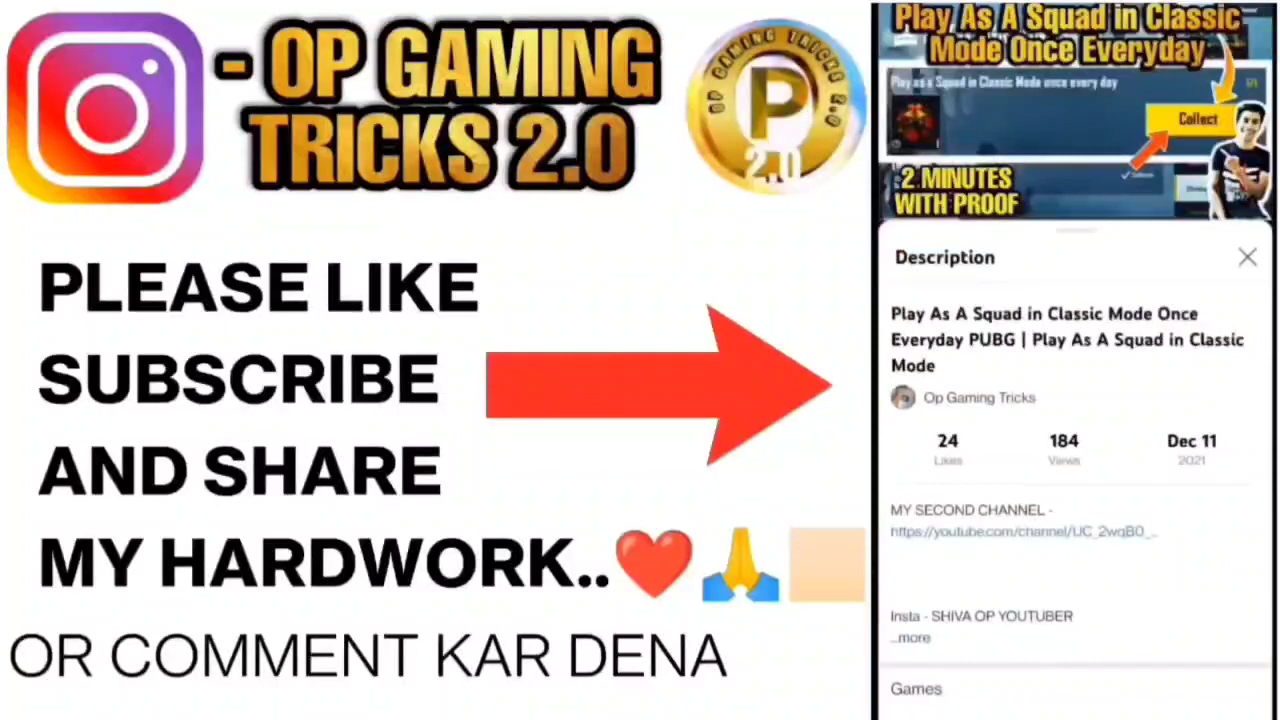 - OP GAMING
TRICKS 2.0
OP GAMING TRICKS 2.0
P
2.0
PLEASE LIKE
SUBSCRIBE
AND SHARE
MY HARDWORK..❤️🙏
OR COMMENT KAR DENA
Play As A Squad in Classic
Mode Once Everyday
Play as a Squad in Classic Mode once every day
1/1
Collect
2 MINUTES
WITH PROOF
Description
Play As A Squad in Classic Mode Once
Everyday PUBG | Play As A Squad in Classic
Mode
Op Gaming Tricks
24 184 Dec 11
Likes Views 2021
MY SECOND CHANNEL -
https://youtube.com/channel/UC_2wqB0_..
Insta - SHIVA OP YOUTUBER
...more
Games